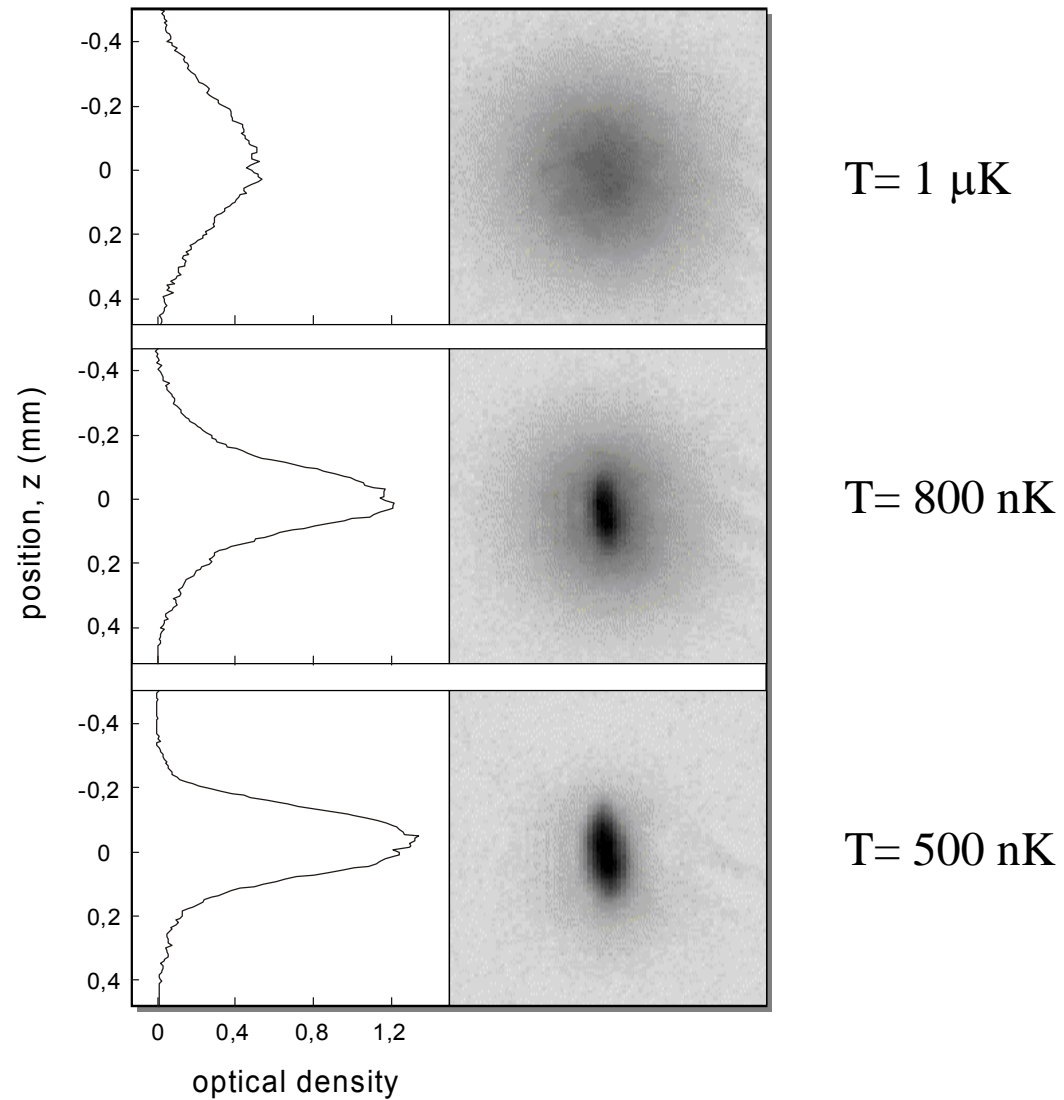 -0,4
-0,2
0
0,2
0,4
T= 1 μK
-0,4
-0,2
0
0,2
0,4
T= 800 nK
-0,4
-0,2
0
0,2
0,4
T= 500 nK
position, z (mm)
0 0,4 0,8 1,2
optical density